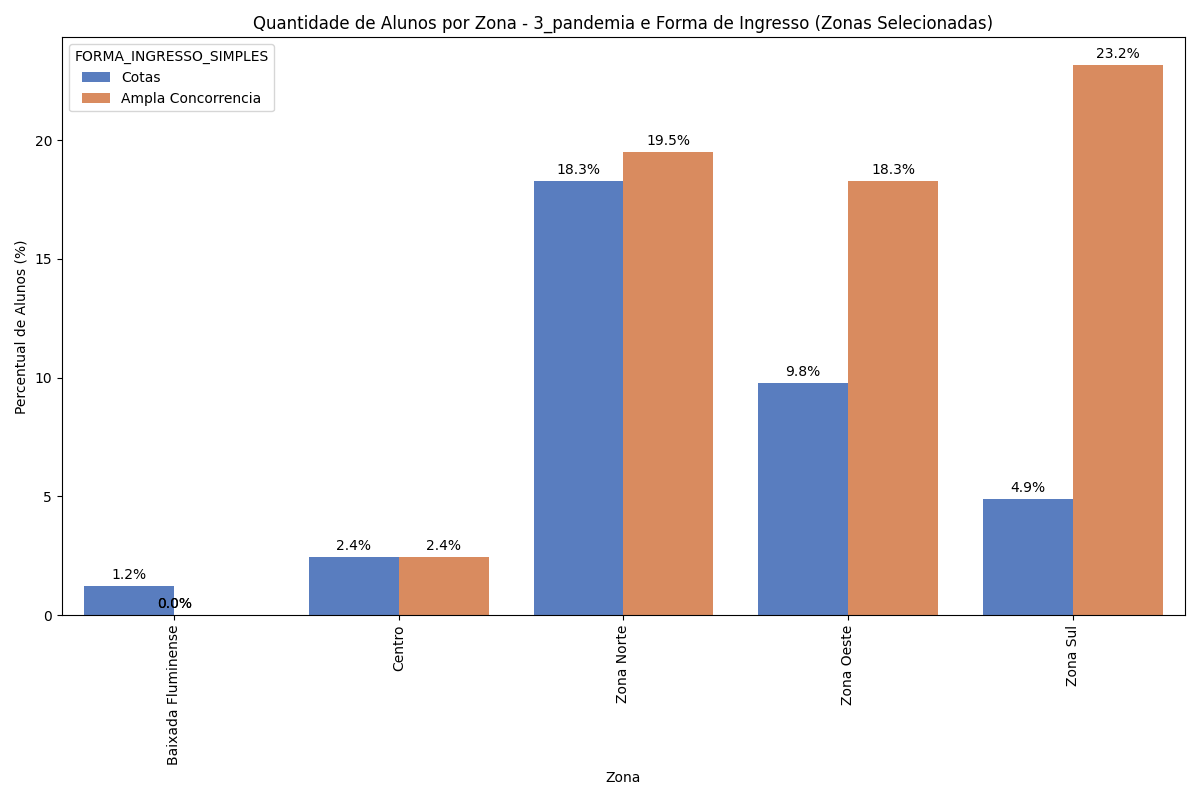 Quantidade de Alunos por Zona - 3_pandemia e Forma de Ingresso (Zonas Selecionadas)
FORMA_INGRESSO_SIMPLES
Cotas
Ampla Concorrencia
Percentual de Alunos (%)
20
15
10
5
0
1.2%
0.0%
2.4%
2.4%
18.3%
19.5%
9.8%
18.3%
4.9%
23.2%
Baixada Fluminense
Centro
Zona Norte
Zona Oeste
Zona Sul
Zona